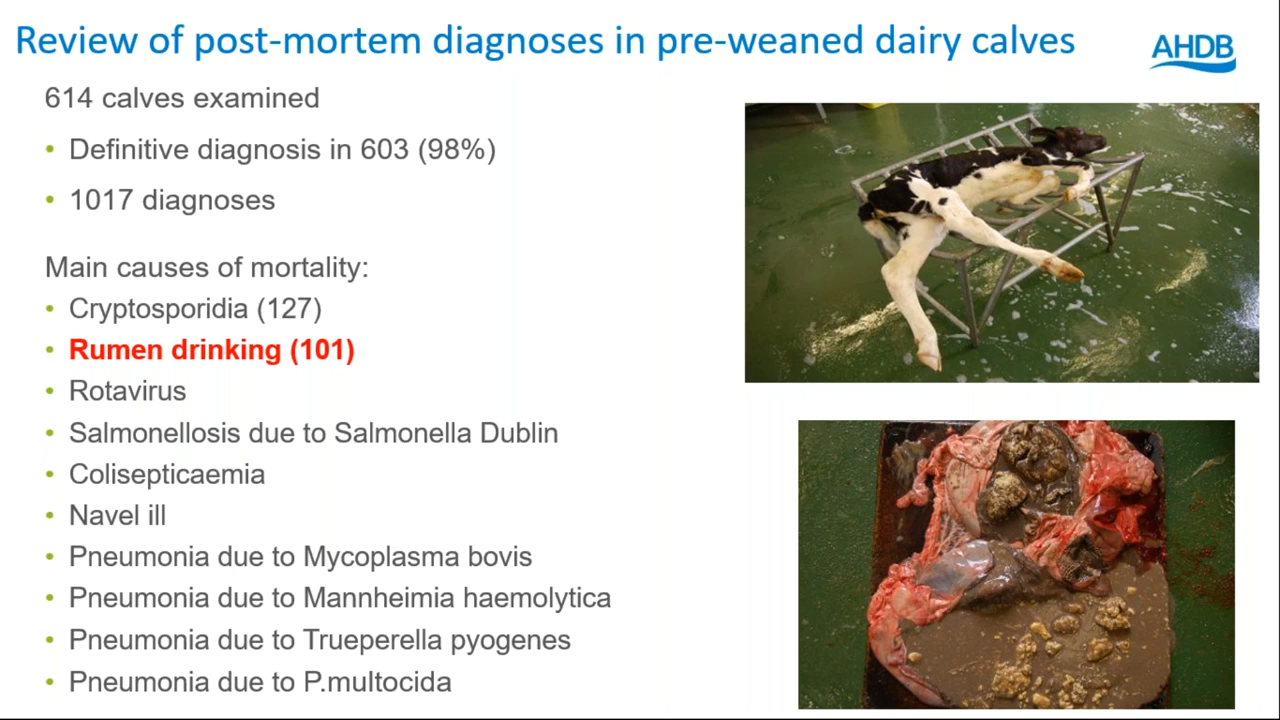 Review of post-mortem diagnoses in pre-weaned dairy calves
AHDB
614 calves examined
• Definitive diagnosis in 603 (98%)
• 1017 diagnoses
Main causes of mortality:
• Cryptosporidia (127)
• Rumen drinking (101)
• Rotavirus
• Salmonellosis due to Salmonella Dublin
• Colisepticaemia
• Navel ill
• Pneumonia due to Mycoplasma bovis
• Pneumonia due to Mannheimia haemolytica
• Pneumonia due to Trueperella pyogenes
• Pneumonia due to P.multocida